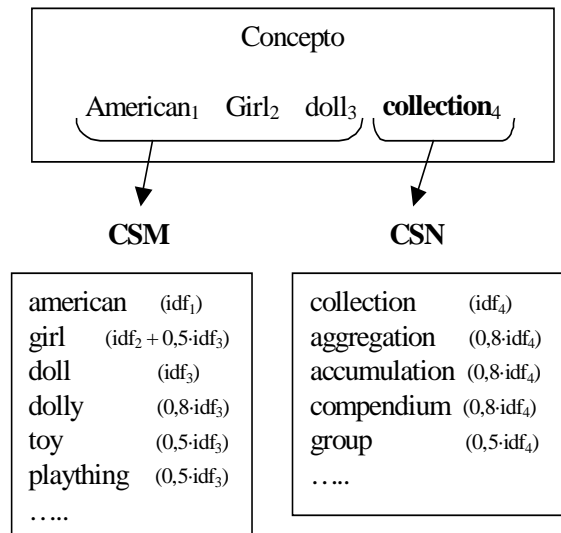 Concepto
American₁ Girl₂ doll₃ collection₄
CSM
CSN
american (idf₁)
girl (idf₂ + 0,5·idf₃)
doll (idf₃)
dolly (0,8·idf₃)
toy (0,5·idf₃)
plaything (0,5·idf₃)
…..
collection (idf₄)
aggregation (0,8·idf₄)
accumulation (0,8·idf₄)
compendium (0,8·idf₄)
group (0,5·idf₄)
…..